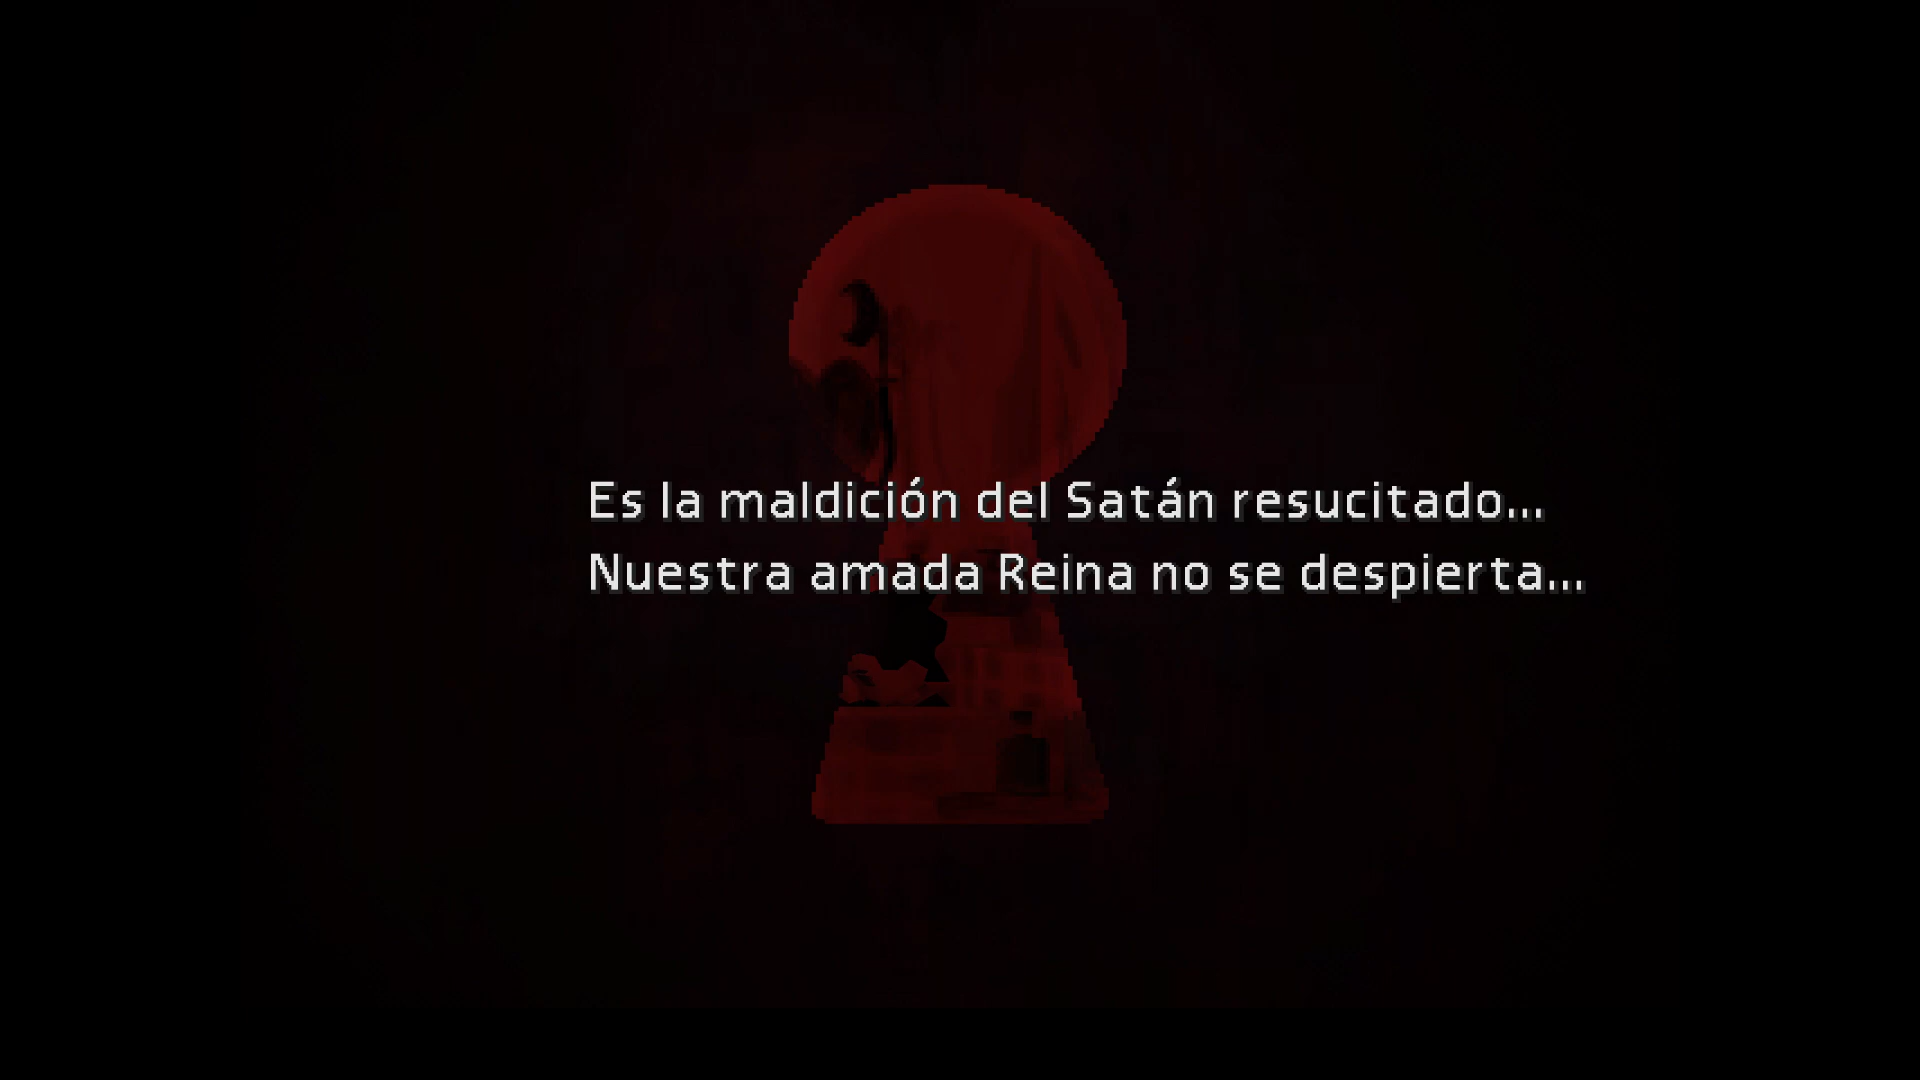 Es la maldición del Satán resucitado...
Nuestra amada Reina no se despierta...